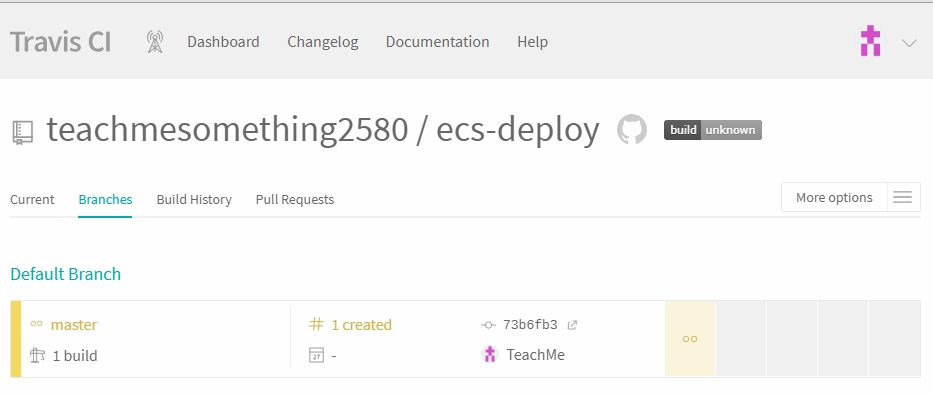 Travis CI Dashboard Changelog Documentation Help
teachmesomething2580 / ecs-deploy build unknown
Current Branches Build History Pull Requests More options
Default Branch
master # 1 created 73b6fb3
1 build 27 - TeachMe